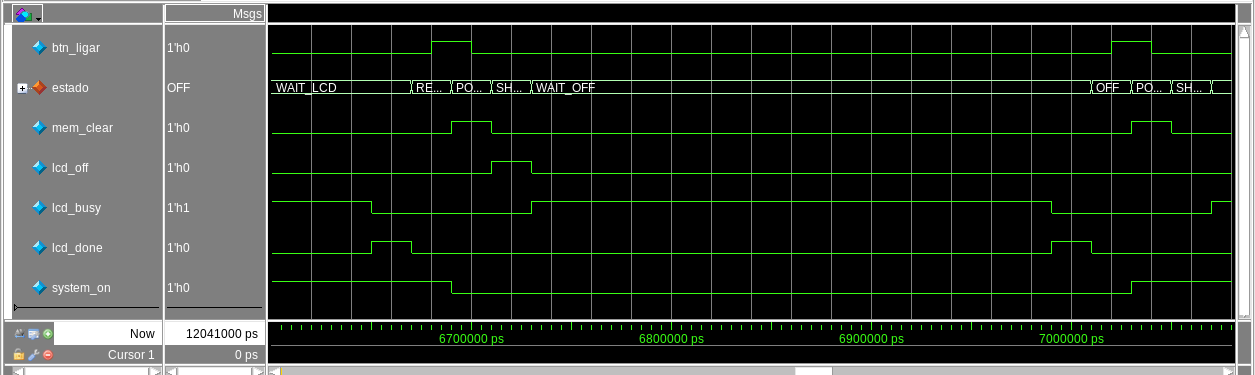 Msgs
btn_ligar 1'h0
estado OFF WAIT_LCD RE... PO... SH... WAIT_OFF OFF PO... SH...
mem_clear 1'h0
lcd_off 1'h0
lcd_busy 1'h1
lcd_done 1'h0
system_on 1'h0
Now 12041000 ps 6700000 ps 6800000 ps 6900000 ps 7000000 ps
Cursor 1 0 ps